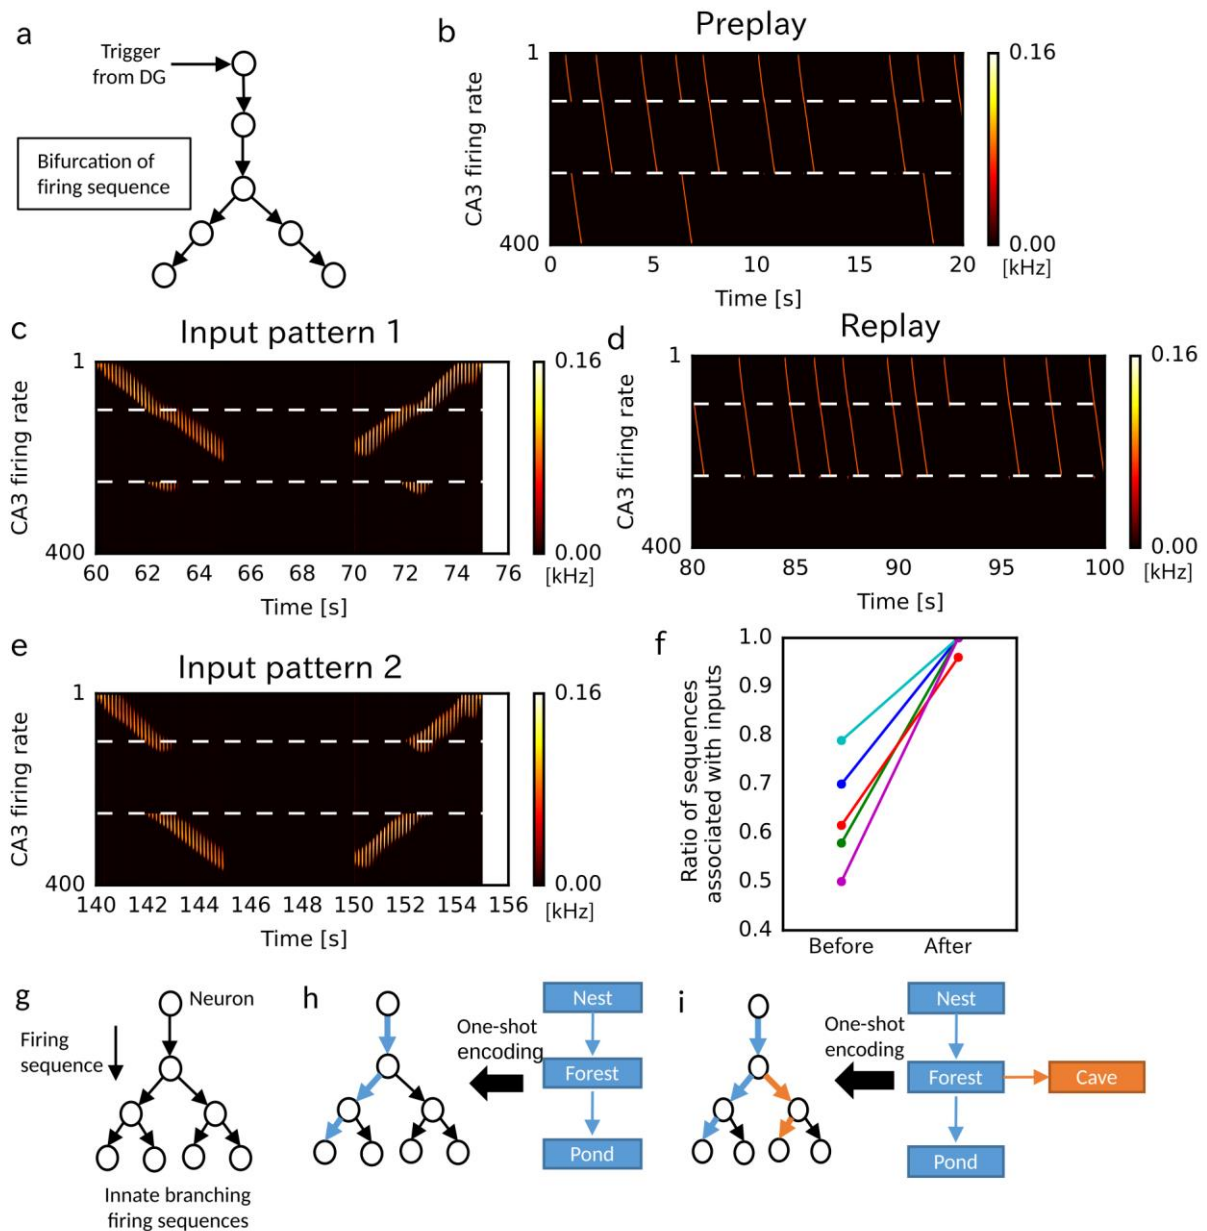 a
Trigger
from DG
Bifurcation of
firing sequence
b
Preplay
CA3 firing rate
1
400
0 5 10 15 20
Time [s]
0.16
0.00
[kHz]
c
Input pattern 1
CA3 firing rate
1
400
60 62 64 66 68 70 72 74 76
Time [s]
0.16
0.00
[kHz]
d
Replay
CA3 firing rate
1
400
80 85 90 95 100
Time [s]
0.16
0.00
[kHz]
e
Input pattern 2
CA3 firing rate
1
400
140 142 144 146 148 150 152 154 156
Time [s]
0.16
0.00
[kHz]
f
Ratio of sequences
associated with inputs
1.0
0.9
0.8
0.7
0.6
0.5
0.4
Before After
g
Neuron
Firing
sequence
Innate branching
firing sequences
h
One-shot
encoding
Nest
Forest
Pond
i
One-shot
encoding
Nest
Forest
Cave
Pond